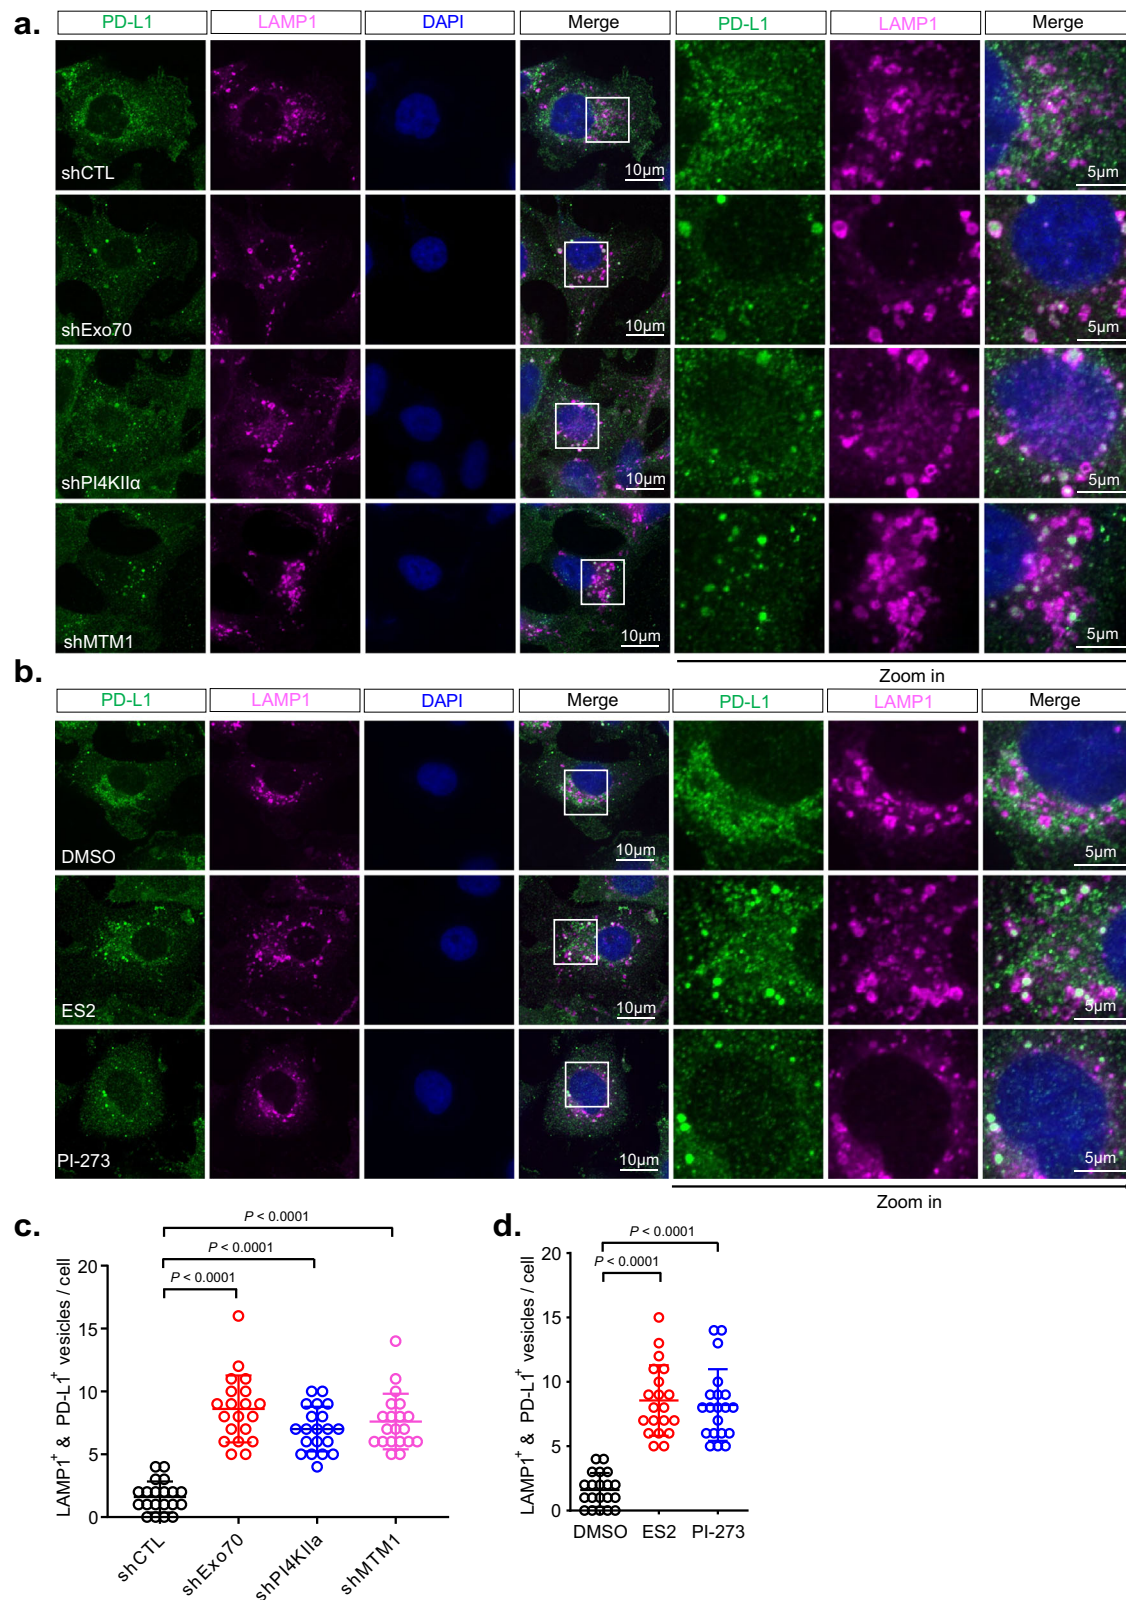 a.
PD-L1 LAMP1 DAPI Merge PD-L1 LAMP1 Merge
shCTL 10µm 5µm
shExo70 10µm 5µm
shPI4KIIα 10µm 5µm
shMTM1 10µm 5µm
Zoom in
b.
PD-L1 LAMP1 DAPI Merge PD-L1 LAMP1 Merge
DMSO 10µm 5µm
ES2 10µm 5µm
PI-273 10µm 5µm
Zoom in
c.
P < 0.0001
P < 0.0001
P < 0.0001
LAMP1+ & PD-L1+ vesicles / cell
20
15
10
5
0
shCTL shExo70 shPI4KIIa shMTM1
d.
P < 0.0001
P < 0.0001
LAMP1+ & PD-L1+ vesicles / cell
20
15
10
5
0
DMSO ES2 PI-273